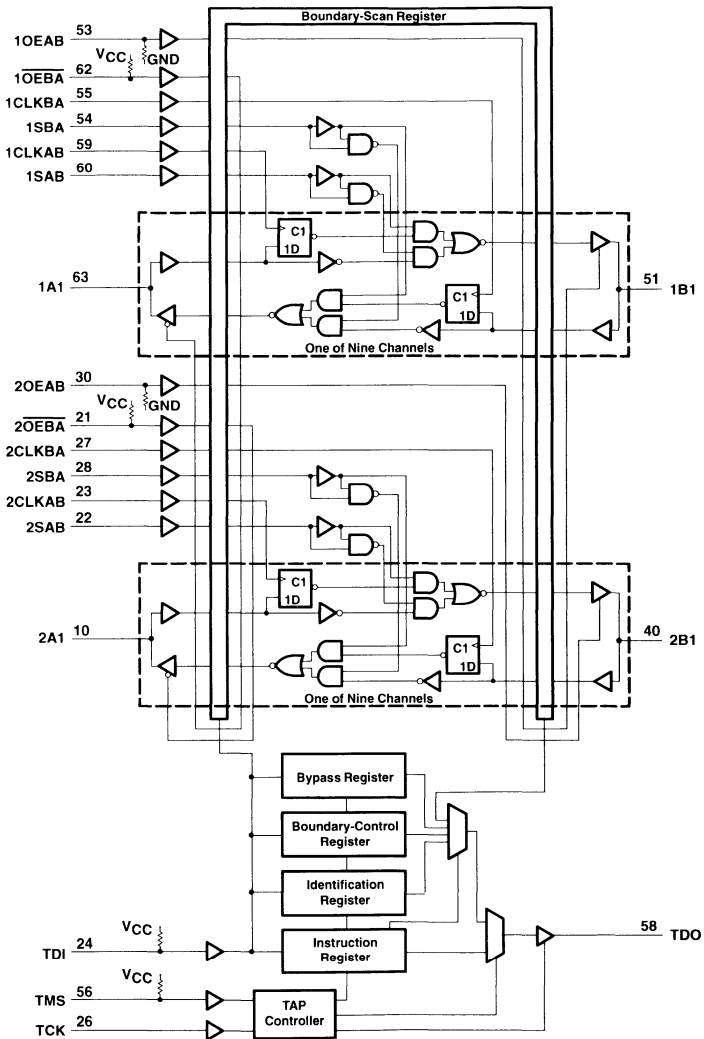 Boundary-Scan Register
1OEAB 53
VCC GND
1OEBA 62
1CLKBA 55
1SBA 54
1CLKAB 59
1SAB 60
C1
1D
1A1 63
51 1B1
C1
1D
One of Nine Channels
2OEAB 30
VCC GND
2OEBA 21
2CLKBA 27
2SBA 28
2CLKAB 23
2SAB 22
C1
1D
2A1 10
40 2B1
C1
1D
One of Nine Channels
Bypass Register
Boundary-Control
Register
Identification
Register
VCC
TDI 24
Instruction
Register
58 TDO
VCC
TMS 56
TAP
Controller
TCK 26